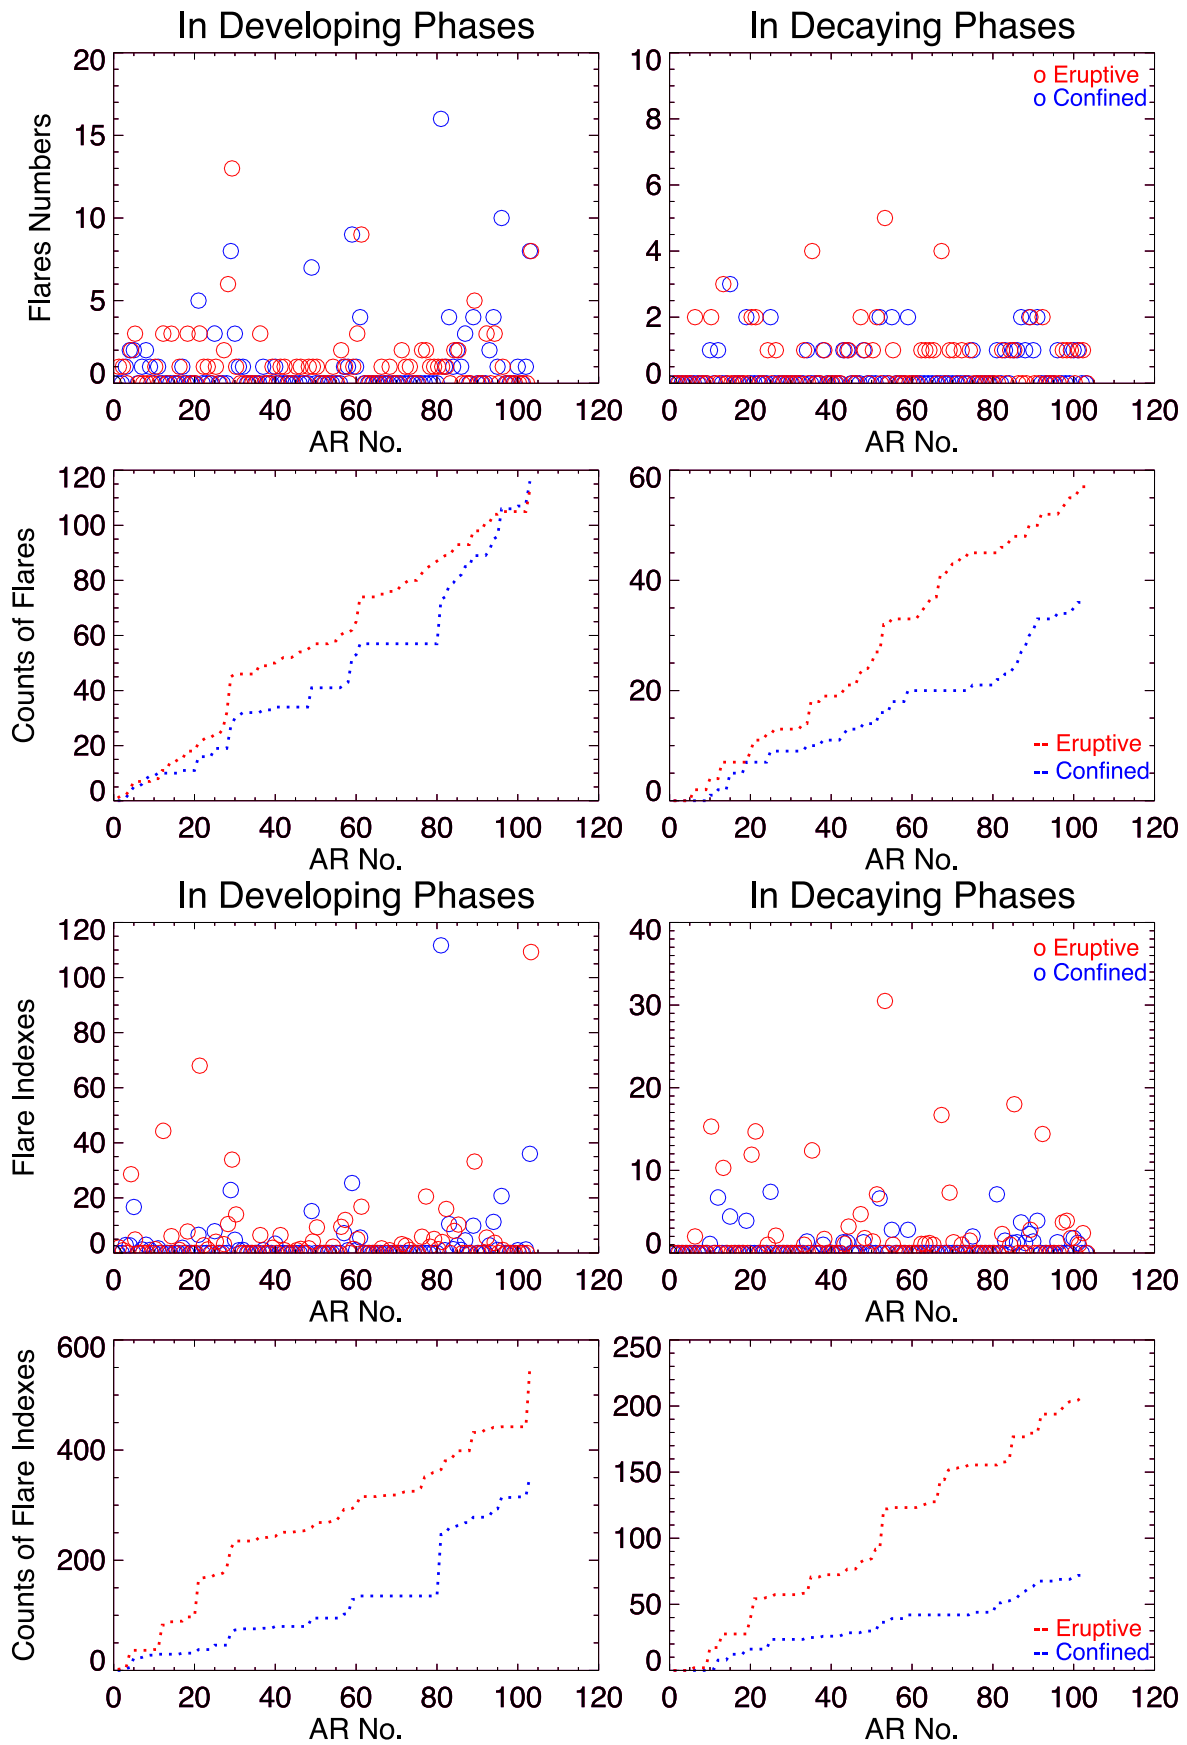 In Developing Phases
In Decaying Phases
20
15
10
5
0
Flares Numbers
0 20 40 60 80 100 120
AR No.
10
8
6
4
2
0
o Eruptive
o Confined
0 20 40 60 80 100 120
AR No.
120
100
80
60
40
20
0
Counts of Flares
0 20 40 60 80 100 120
AR No.
60
40
20
0
-- Eruptive
-- Confined
0 20 40 60 80 100 120
AR No.
In Developing Phases
In Decaying Phases
120
100
80
60
40
20
0
Flare Indexes
0 20 40 60 80 100 120
AR No.
40
30
20
10
0
o Eruptive
o Confined
0 20 40 60 80 100 120
AR No.
600
400
200
0
Counts of Flare Indexes
0 20 40 60 80 100 120
AR No.
250
200
150
100
50
0
-- Eruptive
-- Confined
0 20 40 60 80 100 120
AR No.